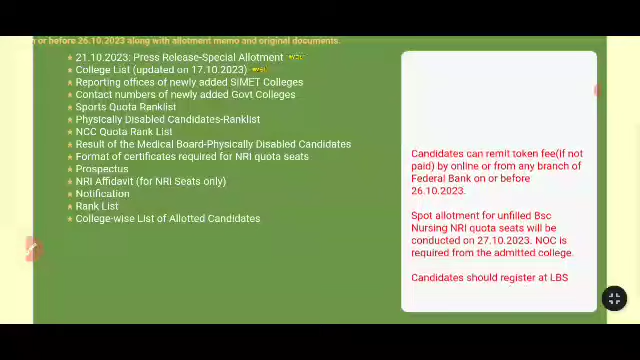 or before 26.10.2023 along with allotment memo and original documents.
21.10.2023: Press Release-Special Allotment
College List (updated on 17.10.2023)
Reporting offices of newly added SIMET Colleges
Contact numbers of newly added Govt Colleges
Sports Quota Ranklist
Physically Disabled Candidates-Ranklist
NCC Quota Rank List
Result of the Medical Board-Physically Disabled Candidates
Format of certificates required for NRI quota seats
Prospectus
NRI Affidavit (for NRI Seats only)
Notification
Rank List
College-wise List of Allotted Candidates
Candidates can remit token fee(if not
paid) by online or from any branch of
Federal Bank on or before
26.10.2023.
Spot allotment for unfilled Bsc
Nursing NRI quota seats will be
conducted on 27.10.2023. NOC is
required from the admitted college.
Candidates should register at LBS